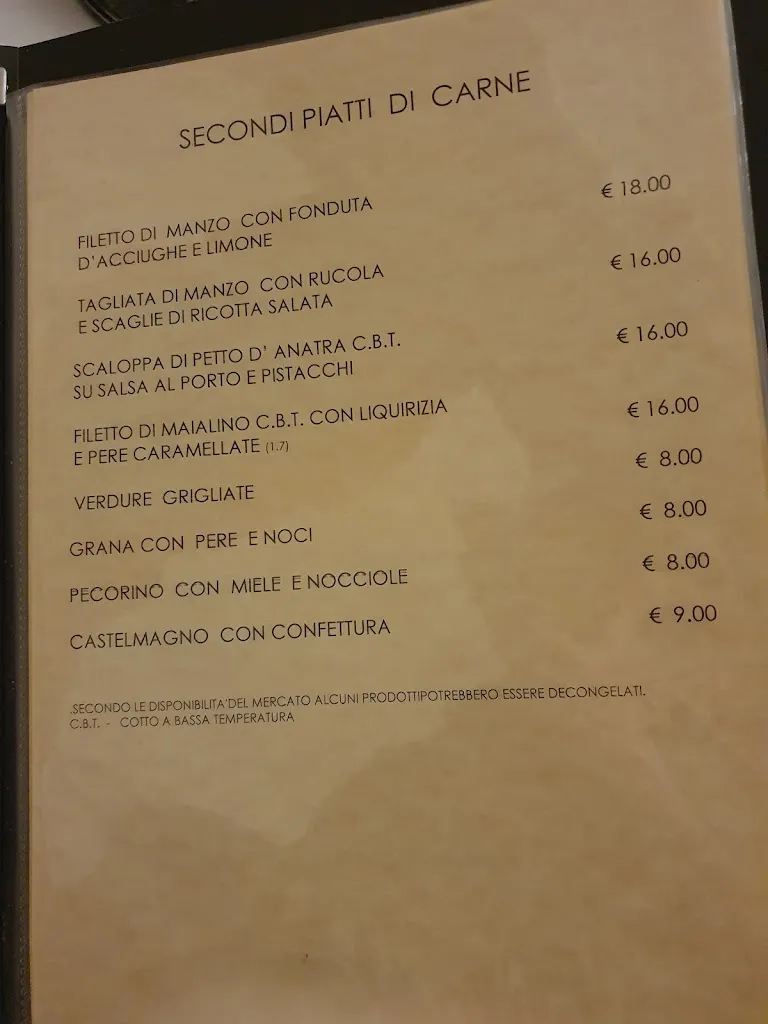 SECONDI PIATTI DI CARNE
FILETTO DI MANZO CON FONDUTA € 18.00
D'ACCIUGHE E LIMONE
TAGLIATA DI MANZO CON RUCOLA € 16.00
E SCAGLIE DI RICOTTA SALATA
SCALOPPA DI PETTO D' ANATRA C.B.T. € 16.00
SU SALSA AL PORTO E PISTACCHI
FILETTO DI MAIALINO C.B.T. CON LIQUIRIZIA € 16.00
E PERE CARAMELLATE (1.7)
VERDURE GRIGLIATE € 8.00
GRANA CON PERE E NOCI € 8.00
PECORINO CON MIELE E NOCCIOLE € 8.00
CASTELMAGNO CON CONFETTURA € 9.00
.SECONDO LE DISPONIBILITA'DEL MERCATO ALCUNI PRODOTTIPOTREBBERO ESSERE DECONGELATI.
C.B.T. - COTTO A BASSA TEMPERATURA